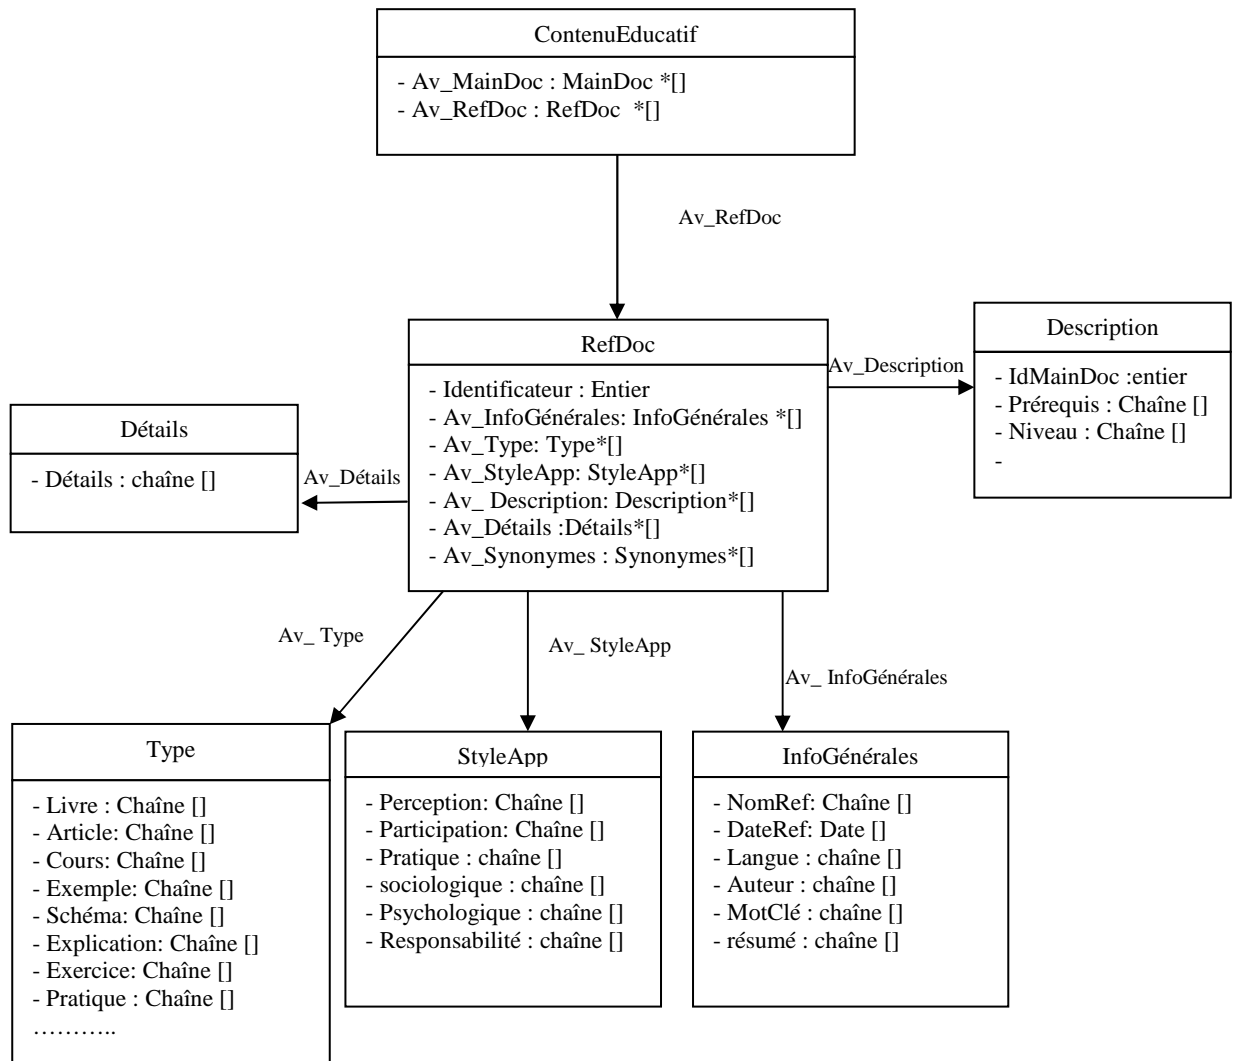 ContenuEducatif
- Av_MainDoc : MainDoc *[]
- Av_RefDoc : RefDoc *[]
Av_RefDoc
RefDoc
- Identificateur : Entier
- Av_InfoGénérales: InfoGénérales *[]
- Av_Type: Type*[]
- Av_StyleApp: StyleApp*[]
- Av_ Description: Description*[]
- Av_Détails :Détails*[]
- Av_Synonymes : Synonymes*[]
Av_Description
Description
- IdMainDoc :entier
- Prérequis : Chaîne []
- Niveau : Chaîne []
-
Détails
- Détails : chaîne []
Av_Détails
Av_ Type
Av_ StyleApp
Av_ InfoGénérales
Type
- Livre : Chaîne []
- Article: Chaîne []
- Cours: Chaîne []
- Exemple: Chaîne []
- Schéma: Chaîne []
- Explication: Chaîne []
- Exercice: Chaîne []
- Pratique : Chaîne []
………..
StyleApp
- Perception: Chaîne []
- Participation: Chaîne []
- Pratique : chaîne []
- sociologique : chaîne []
- Psychologique : chaîne []
- Responsabilité : chaîne []
InfoGénérales
- NomRef: Chaîne []
- DateRef: Date []
- Langue : chaîne []
- Auteur : chaîne []
- MotClé : chaîne []
- résumé : chaîne []